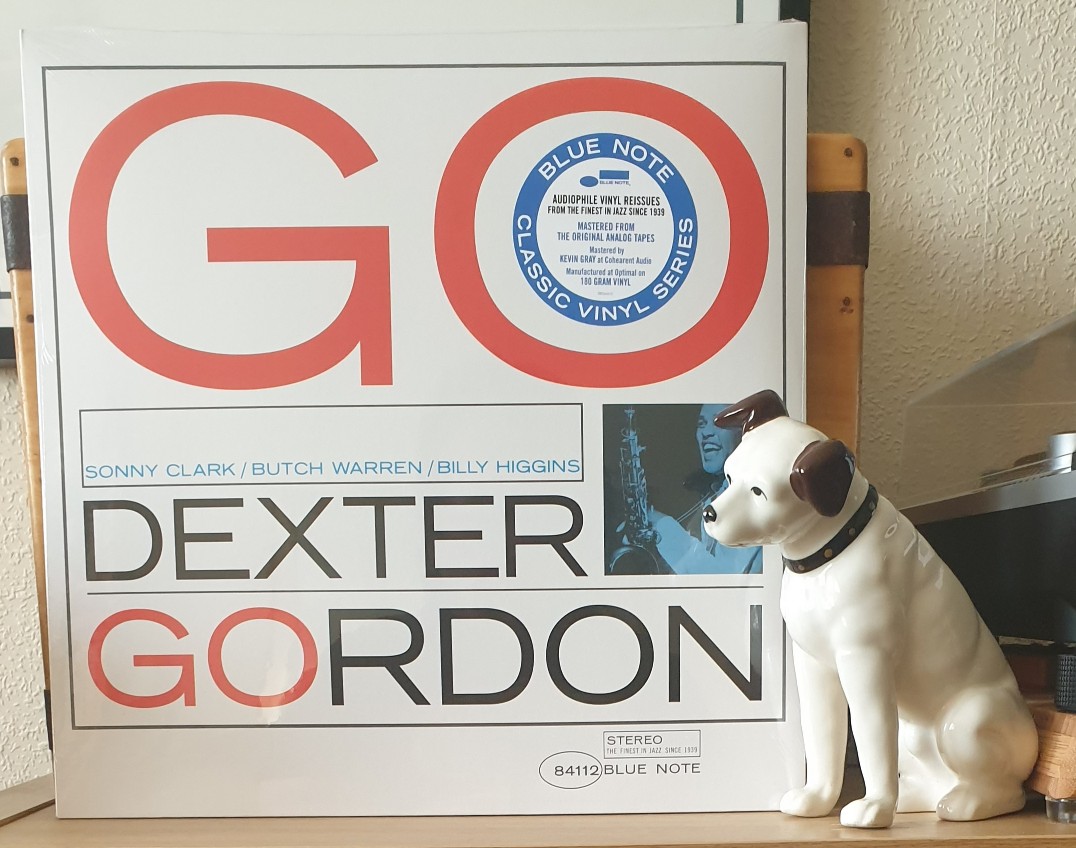 GO
BLUE NOTE
BLUE NOTE
AUDIOPHILE VINYL REISSUES
FROM THE FINEST IN JAZZ SINCE 1939
MASTERED FROM
THE ORIGINAL ANALOG TAPES
Mastered by
KEVIN GRAY at Cohearent Audio
Manufactured at Optimal on
180 GRAM VINYL
CLASSIC VINYL SERIES
SONNY CLARK / BUTCH WARREN / BILLY HIGGINS
DEXTER
GORDON
STEREO
THE FINEST IN JAZZ SINCE 1939
84112 BLUE NOTE